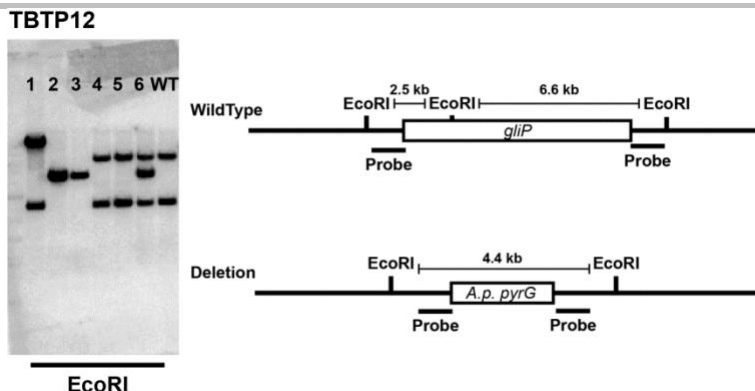 TBTP12
1 2 3 4 5 6 WT
EcoRI
WildType
2.5 kb
6.6 kb
EcoRI
EcoRI
EcoRI
gliP
Probe
Probe
Deletion
4.4 kb
EcoRI
EcoRI
A.p. pyrG
Probe
Probe